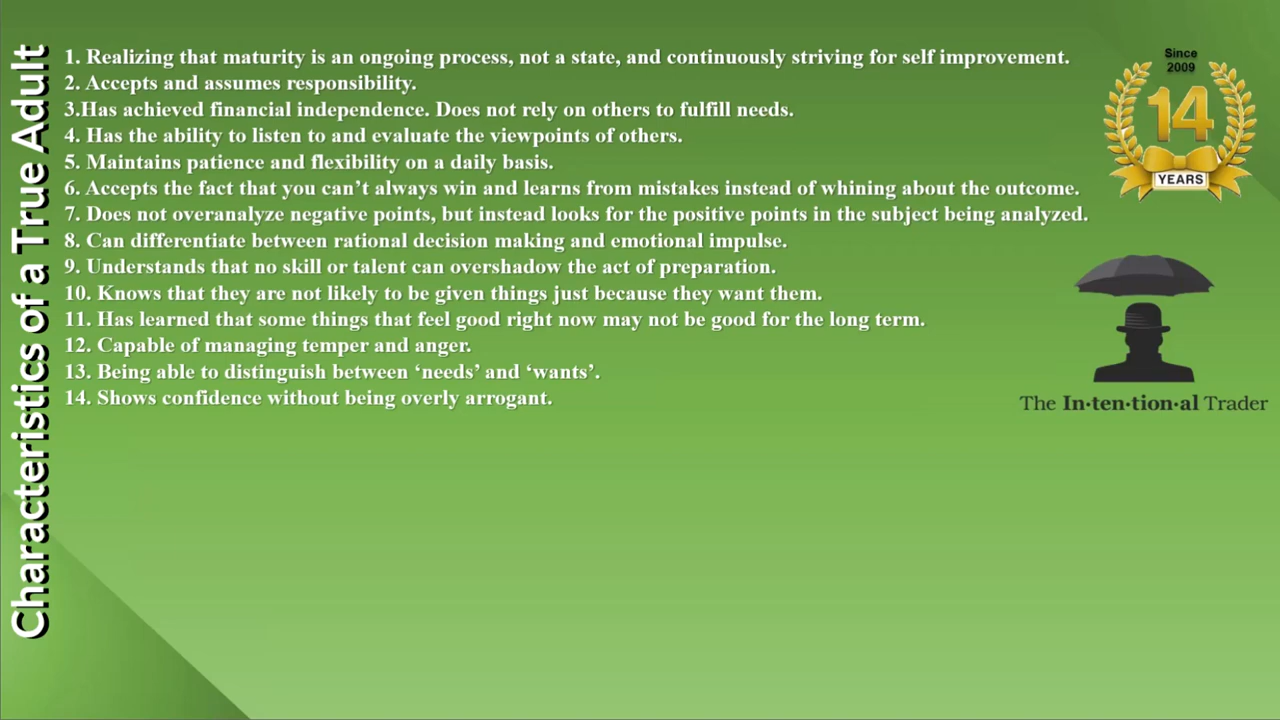 Characteristics of a True Adult
1. Realizing that maturity is an ongoing process, not a state, and continuously striving for self improvement.
2. Accepts and assumes responsibility.
3.Has achieved financial independence. Does not rely on others to fulfill needs.
4. Has the ability to listen to and evaluate the viewpoints of others.
5. Maintains patience and flexibility on a daily basis.
6. Accepts the fact that you can’t always win and learns from mistakes instead of whining about the outcome.
7. Does not overanalyze negative points, but instead looks for the positive points in the subject being analyzed.
8. Can differentiate between rational decision making and emotional impulse.
9. Understands that no skill or talent can overshadow the act of preparation.
10. Knows that they are not likely to be given things just because they want them.
11. Has learned that some things that feel good right now may not be good for the long term.
12. Capable of managing temper and anger.
13. Being able to distinguish between ‘needs’ and ‘wants’.
14. Shows confidence without being overly arrogant.
Since
2009
14
YEARS
The In·ten·tion·al Trader